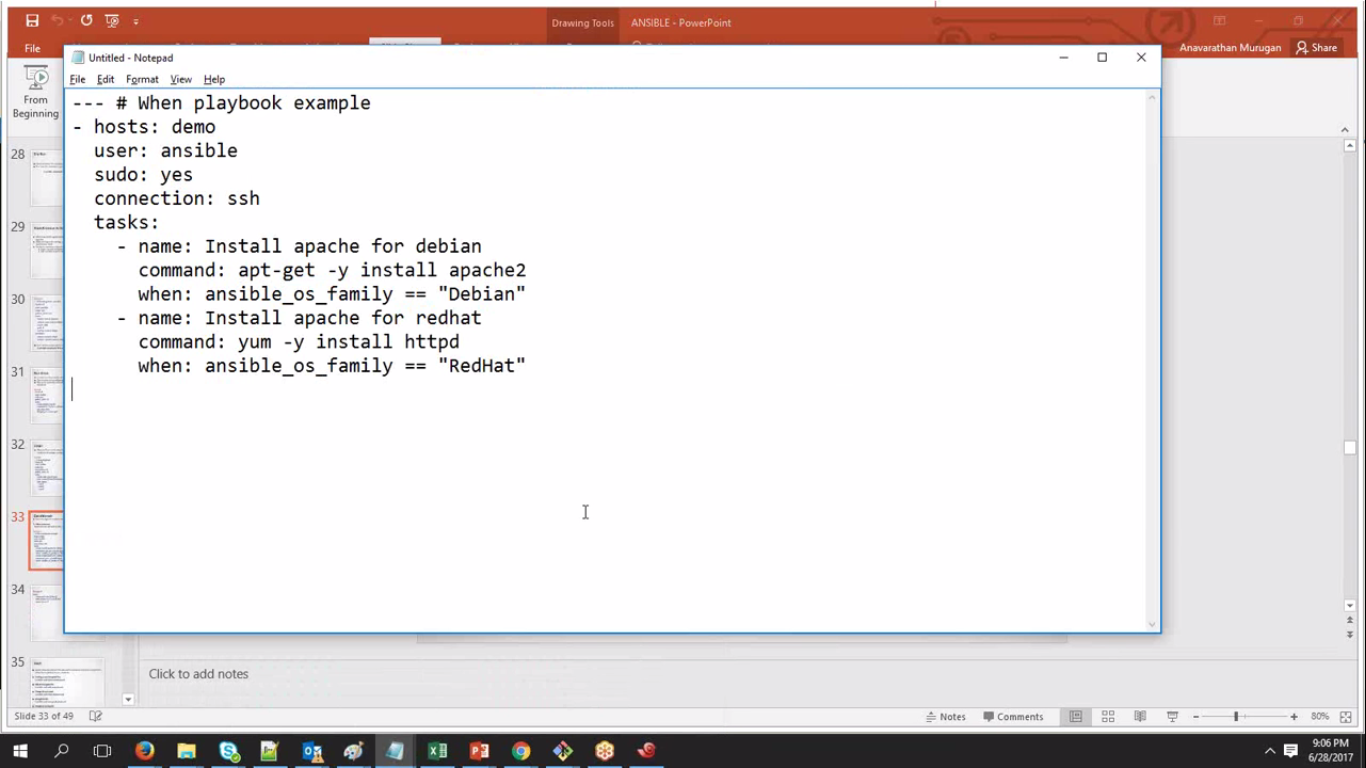 Drawing Tools
ANSIBLE - PowerPoint
File
Anavarathan Murugan
Share
From
Beginning
Untitled - Notepad
File Edit Format View Help
--- # When playbook example
- hosts: demo
user: ansible
sudo: yes
connection: ssh
tasks:
- name: Install apache for debian
command: apt-get -y install apache2
when: ansible_os_family == "Debian"
- name: Install apache for redhat
command: yum -y install httpd
when: ansible_os_family == "RedHat"
28
29
30
31
32
33
34
35
Click to add notes
Slide 33 of 49
Notes
Comments
80%
9:06 PM
6/28/2017